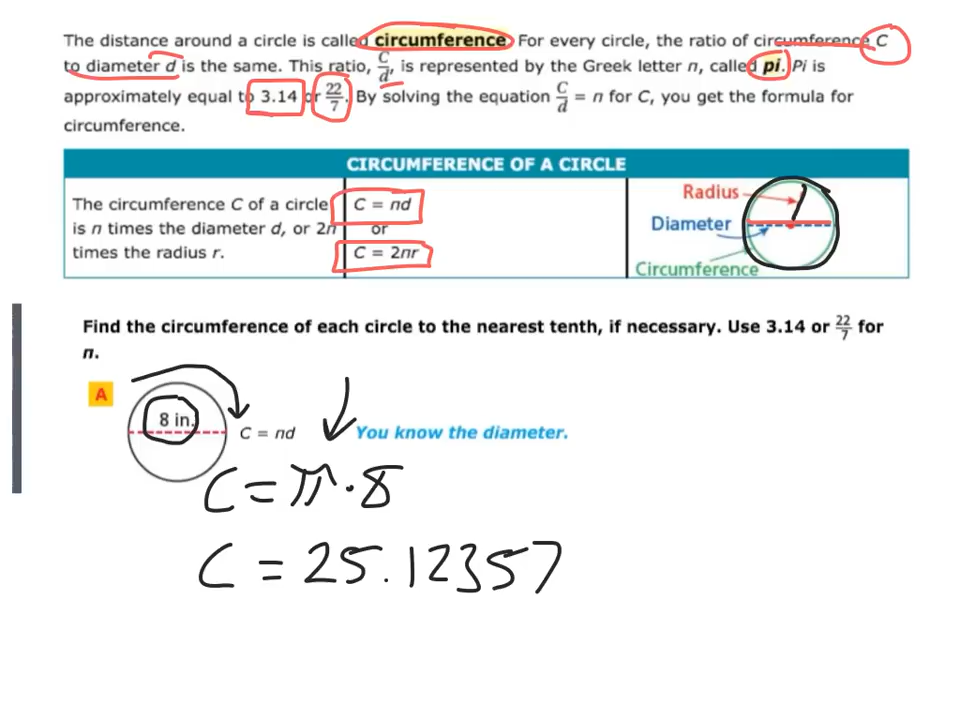 The distance around a circle is called circumference. For every circle, the ratio of circumference C
to diameter d is the same. This ratio, C/d, is represented by the Greek letter п, called pi. Pi is
approximately equal to 3.14 or 22/7. By solving the equation C/d = п for C, you get the formula for
circumference.
CIRCUMFERENCE OF A CIRCLE
The circumference C of a circle
is п times the diameter d, or 2п
times the radius r.
C = пd
or
C = 2пr
Radius
Diameter
Circumference
Find the circumference of each circle to the nearest tenth, if necessary. Use 3.14 or 22/7 for
п.
A
8 in.
C = пd
You know the diameter.
C = π·8
C = 25.12357